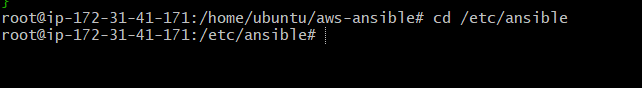 }
root@ip-172-31-41-171:/home/ubuntu/aws-ansible# cd /etc/ansible
root@ip-172-31-41-171:/etc/ansible#